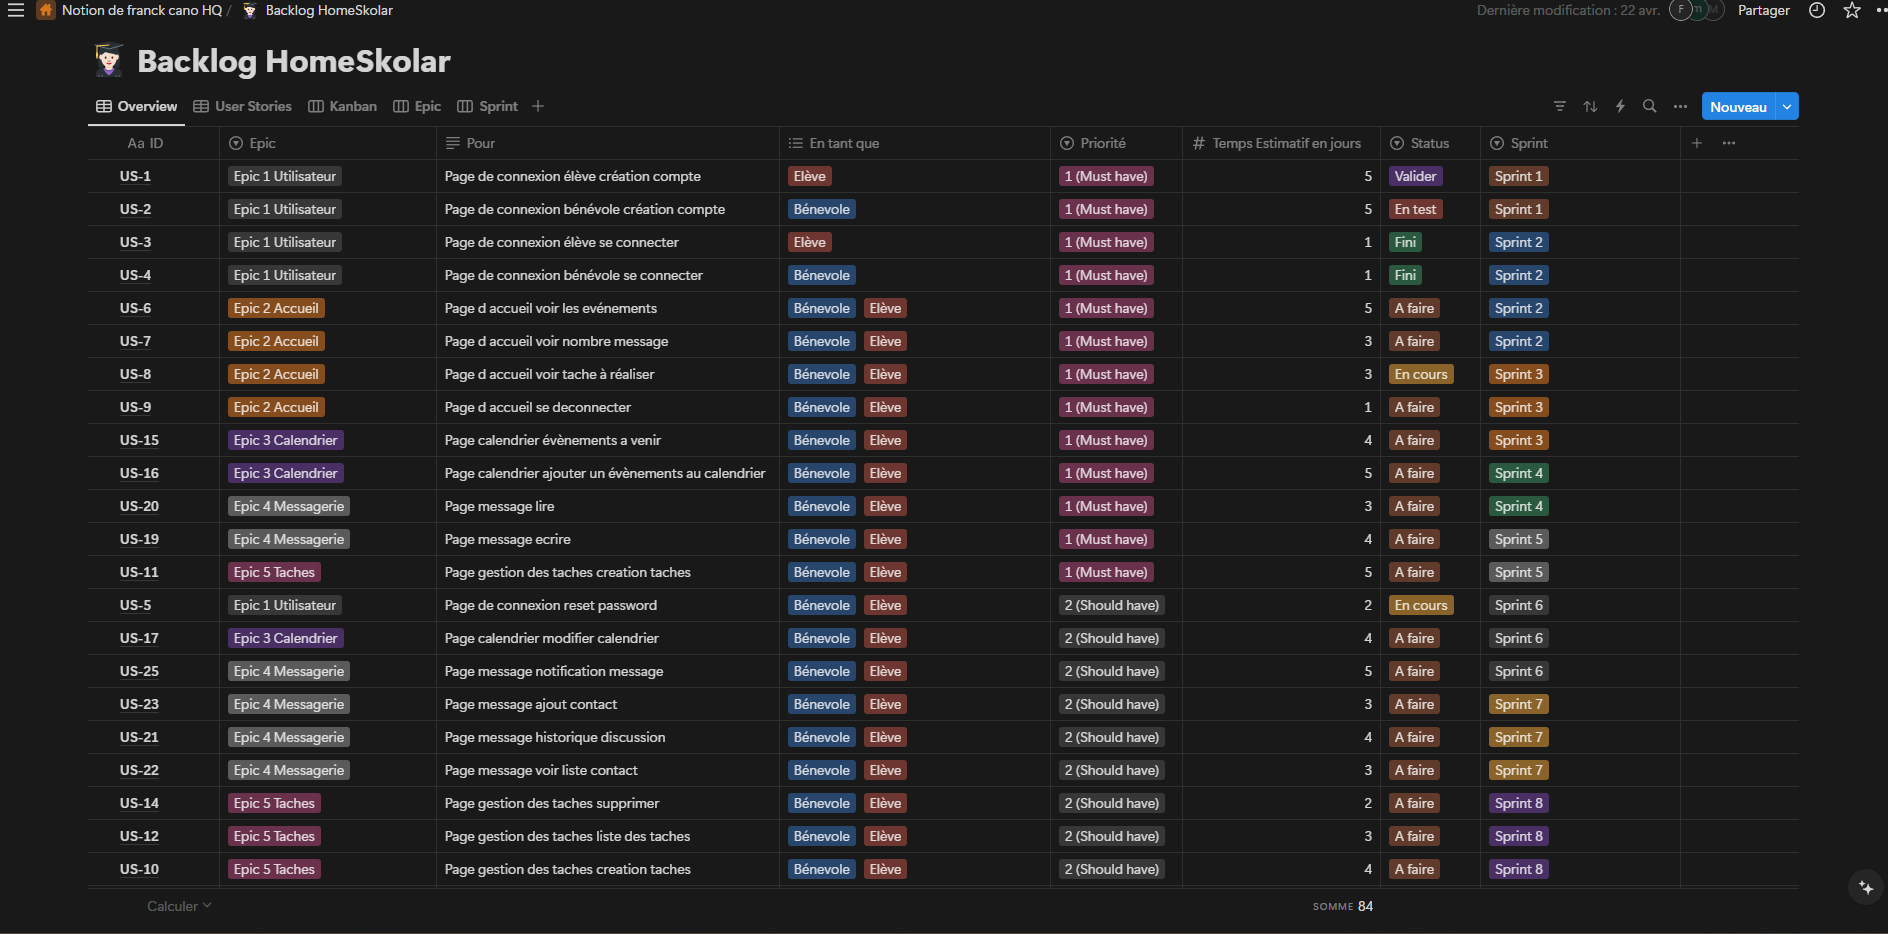 Notion de franck cano HQ / Backlog HomeSkolar Dernière modification : 22 avr. F m M Partager
Backlog HomeSkolar
Overview User Stories Kanban Epic Sprint Nouveau
Aa ID Epic Pour En tant que Priorité # Temps Estimatif en jours Status Sprint
US-1 Epic 1 Utilisateur Page de connexion élève création compte Elève 1 (Must have) 5 Valider Sprint 1
US-2 Epic 1 Utilisateur Page de connexion bénévole création compte Bénevole 1 (Must have) 5 En test Sprint 1
US-3 Epic 1 Utilisateur Page de connexion élève se connecter Elève 1 (Must have) 1 Fini Sprint 2
US-4 Epic 1 Utilisateur Page de connexion bénévole se connecter Bénevole 1 (Must have) 1 Fini Sprint 2
US-6 Epic 2 Accueil Page d accueil voir les evénements Bénevole Elève 1 (Must have) 5 A faire Sprint 2
US-7 Epic 2 Accueil Page d accueil voir nombre message Bénevole Elève 1 (Must have) 3 A faire Sprint 2
US-8 Epic 2 Accueil Page d accueil voir tache à réaliser Bénevole Elève 1 (Must have) 3 En cours Sprint 3
US-9 Epic 2 Accueil Page d accueil se deconnecter Bénevole Elève 1 (Must have) 1 A faire Sprint 3
US-15 Epic 3 Calendrier Page calendrier évènements a venir Bénevole Elève 1 (Must have) 4 A faire Sprint 3
US-16 Epic 3 Calendrier Page calendrier ajouter un évènements au calendrier Bénevole Elève 1 (Must have) 5 A faire Sprint 4
US-20 Epic 4 Messagerie Page message lire Bénevole Elève 1 (Must have) 3 A faire Sprint 4
US-19 Epic 4 Messagerie Page message ecrire Bénevole Elève 1 (Must have) 4 A faire Sprint 5
US-11 Epic 5 Taches Page gestion des taches creation taches Bénevole Elève 1 (Must have) 5 A faire Sprint 5
US-5 Epic 1 Utilisateur Page de connexion reset password Bénevole Elève 2 (Should have) 2 En cours Sprint 6
US-17 Epic 3 Calendrier Page calendrier modifier calendrier Bénevole Elève 2 (Should have) 4 A faire Sprint 6
US-25 Epic 4 Messagerie Page message notification message Bénevole Elève 2 (Should have) 5 A faire Sprint 6
US-23 Epic 4 Messagerie Page message ajout contact Bénevole Elève 2 (Should have) 3 A faire Sprint 7
US-21 Epic 4 Messagerie Page message historique discussion Bénevole Elève 2 (Should have) 4 A faire Sprint 7
US-22 Epic 4 Messagerie Page message voir liste contact Bénevole Elève 2 (Should have) 3 A faire Sprint 7
US-14 Epic 5 Taches Page gestion des taches supprimer Bénevole Elève 2 (Should have) 2 A faire Sprint 8
US-12 Epic 5 Taches Page gestion des taches liste des taches Bénevole Elève 2 (Should have) 3 A faire Sprint 8
US-10 Epic 5 Taches Page gestion des taches creation taches Bénevole Elève 2 (Should have) 4 A faire Sprint 8
Calculer SOMME 84